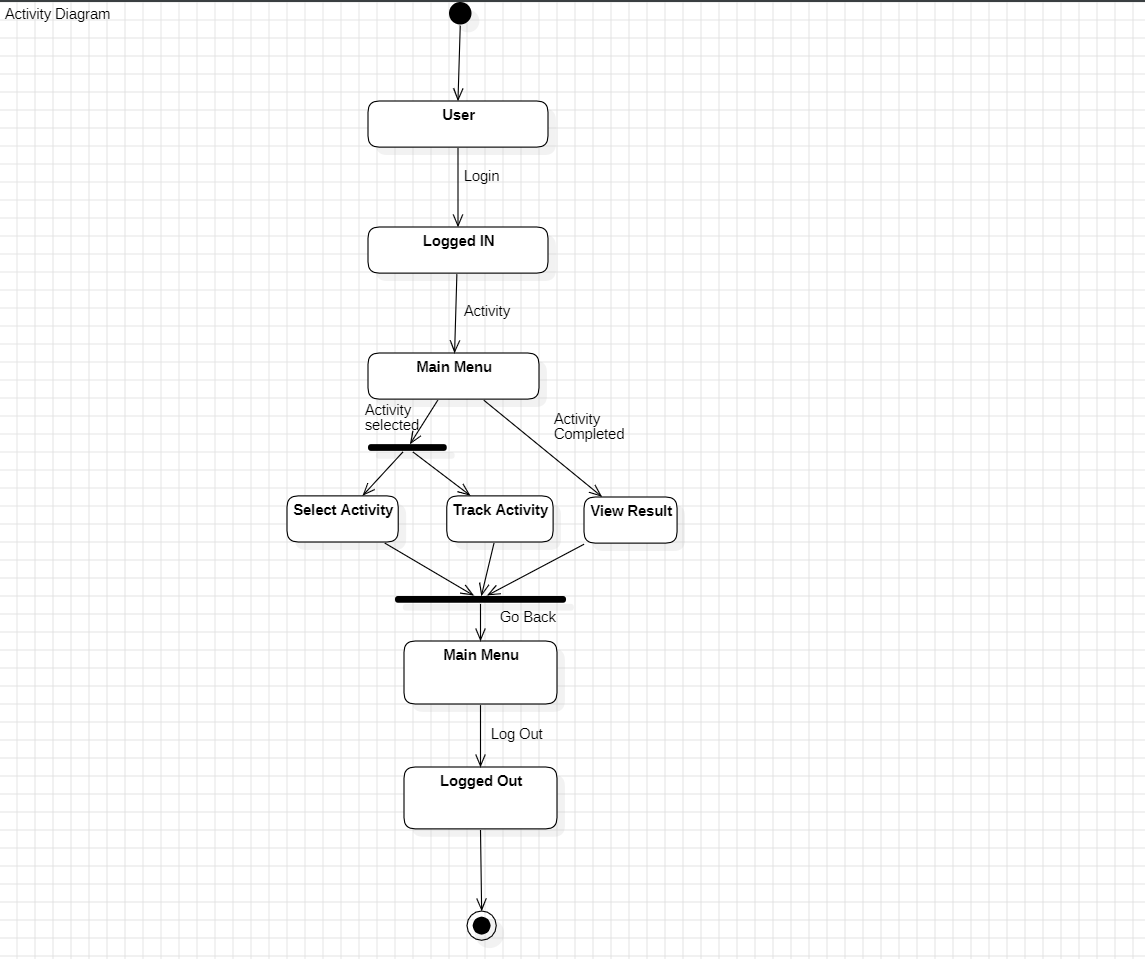 Activity Diagram
User
Login
Logged IN
Activity
Main Menu
Activity
selected
Activity
Completed
Select Activity
Track Activity
View Result
Go Back
Main Menu
Log Out
Logged Out